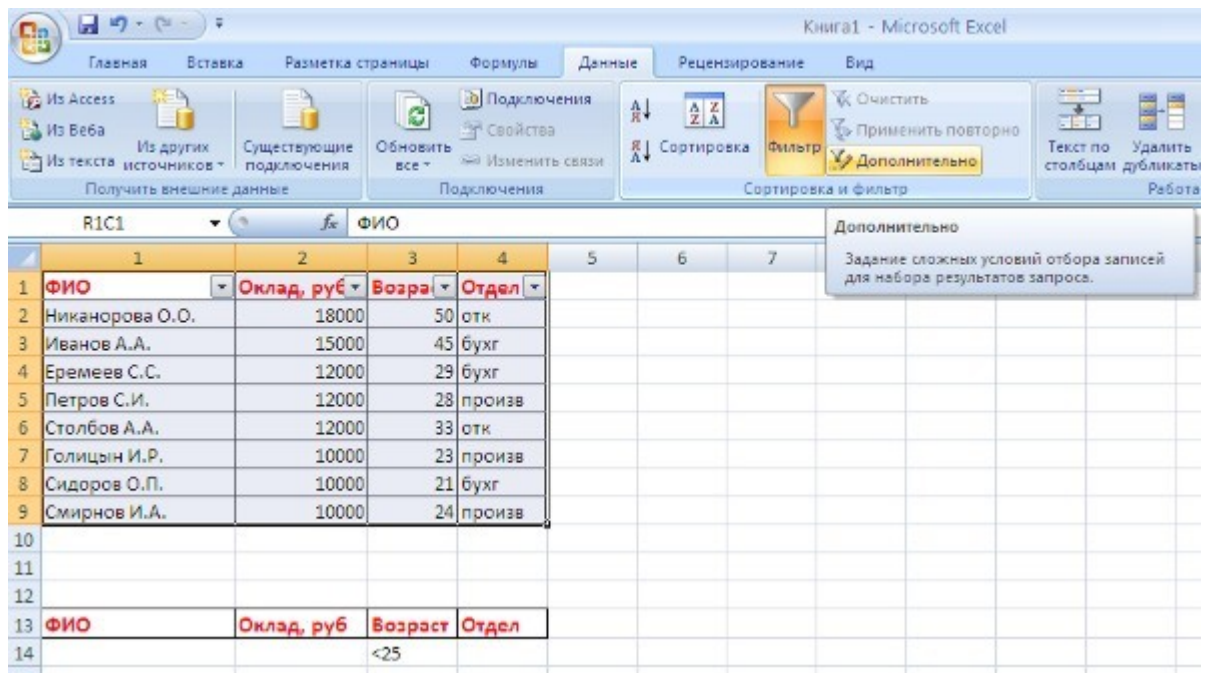 Книга1 - Microsoft Excel
Главная Вставка Разметка страницы Формулы Данные Рецензирование Вид
Из Access
Из Веба
Из текста
Из других источников
Существующие подключения
Получить внешние данные
Обновить все
Подключения
Свойства
Изменить связи
Подключения
А Я
Я А
Сортировка
Фильтр
Очистить
Применить повторно
Дополнительно
Сортировка и фильтр
Текст по столбцам
Удалить дубликаты
Работа
R1C1 fx ФИО
Дополнительно
Задание сложных условий отбора записей
для набора результатов запроса.
1 2 3 4 5 6 7
1 ФИО Оклад, руб Возра Отдел
2 Никанорова О.О. 18000 50 отк
3 Иванов А.А. 15000 45 бухг
4 Еремеев С.С. 12000 29 бухг
5 Петров С.И. 12000 28 произв
6 Столбов А.А. 12000 33 отк
7 Голицын И.Р. 10000 23 произв
8 Сидоров О.П. 10000 21 бухг
9 Смирнов И.А. 10000 24 произв
10
11
12
13 ФИО Оклад, руб Возраст Отдел
14 <25